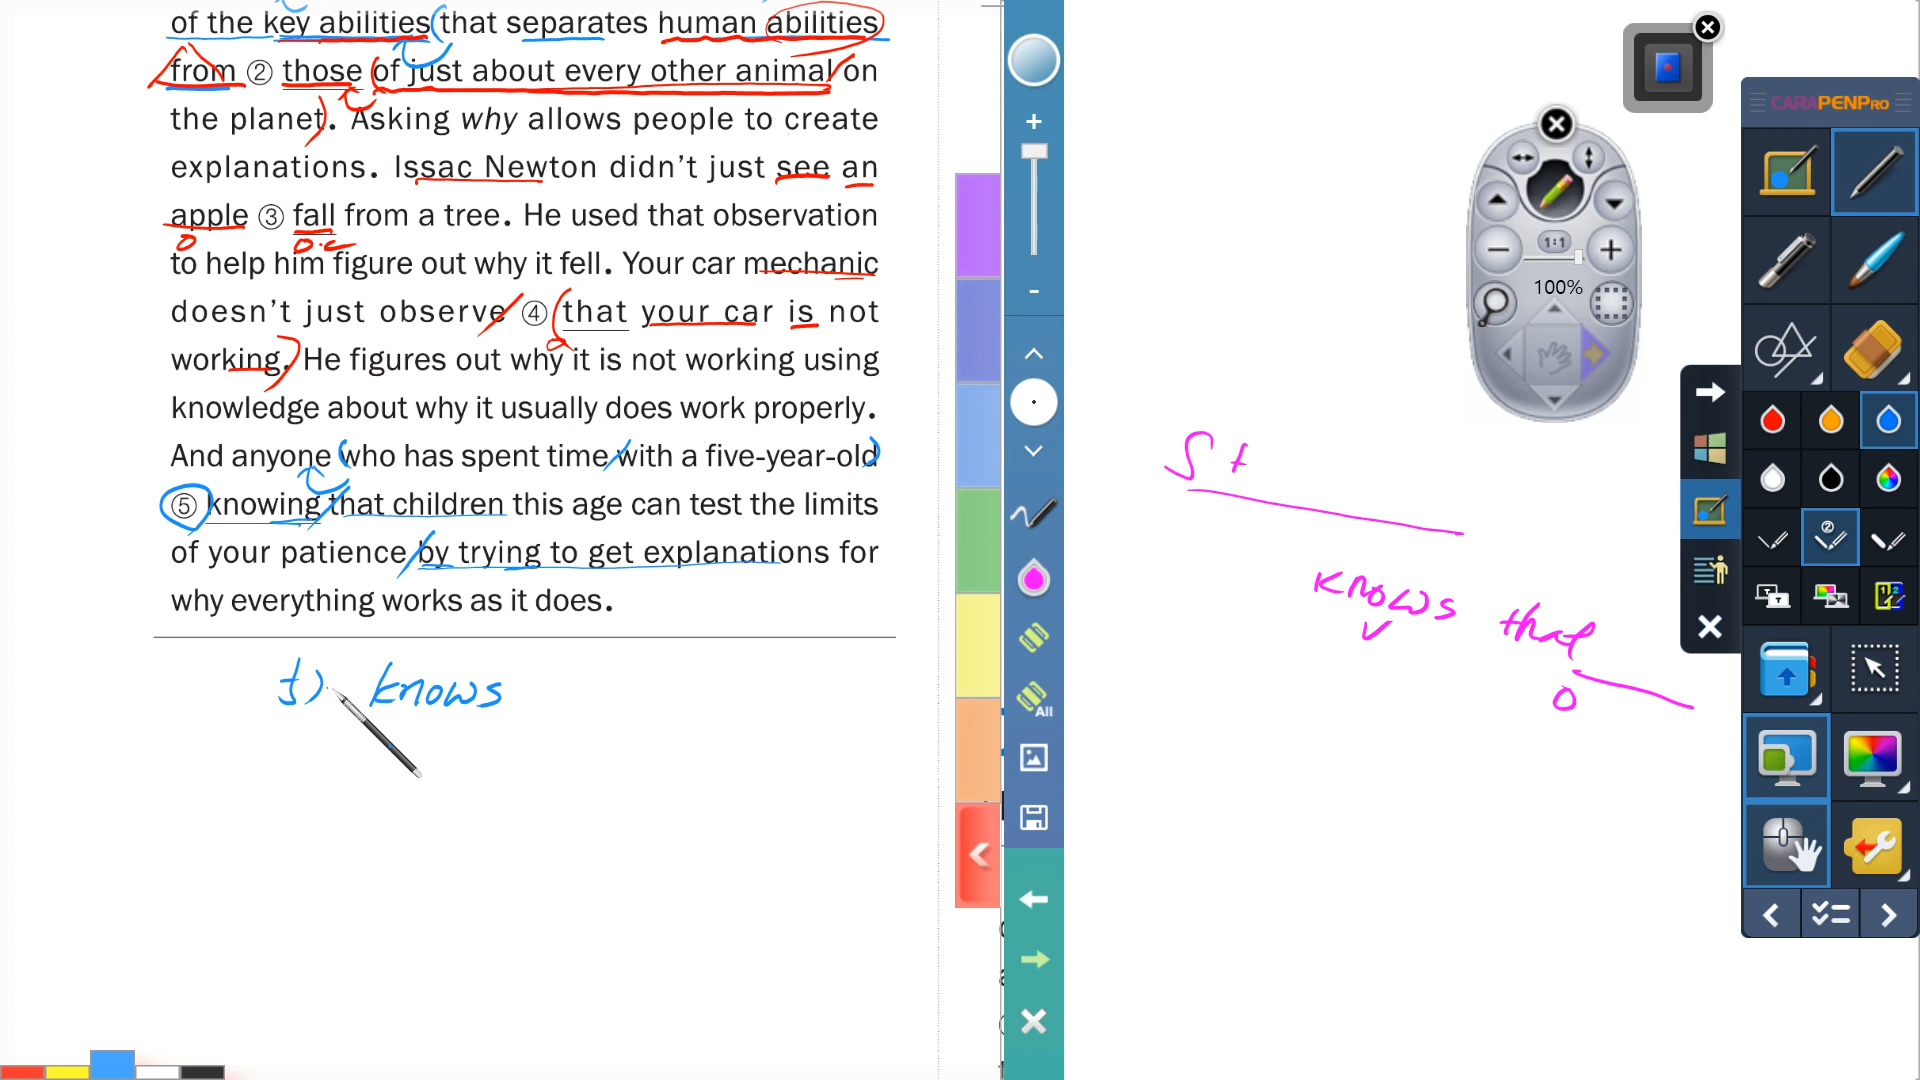 of the key abilities that separates human abilities
from ② those of just about every other animal on
the planet. Asking why allows people to create
explanations. Issac Newton didn't just see an
apple ③ fall from a tree. He used that observation
O O.C
to help him figure out why it fell. Your car mechanic
doesn't just observe ④ that your car is not
working. He figures out why it is not working using
knowledge about why it usually does work properly.
And anyone who has spent time with a five-year-old
⑤ knowing that children this age can test the limits
of your patience by trying to get explanations for
why everything works as it does.
5). knows
S +
knows that
V
O
+
-
All
1:1
100%
CARAPENPRO
②